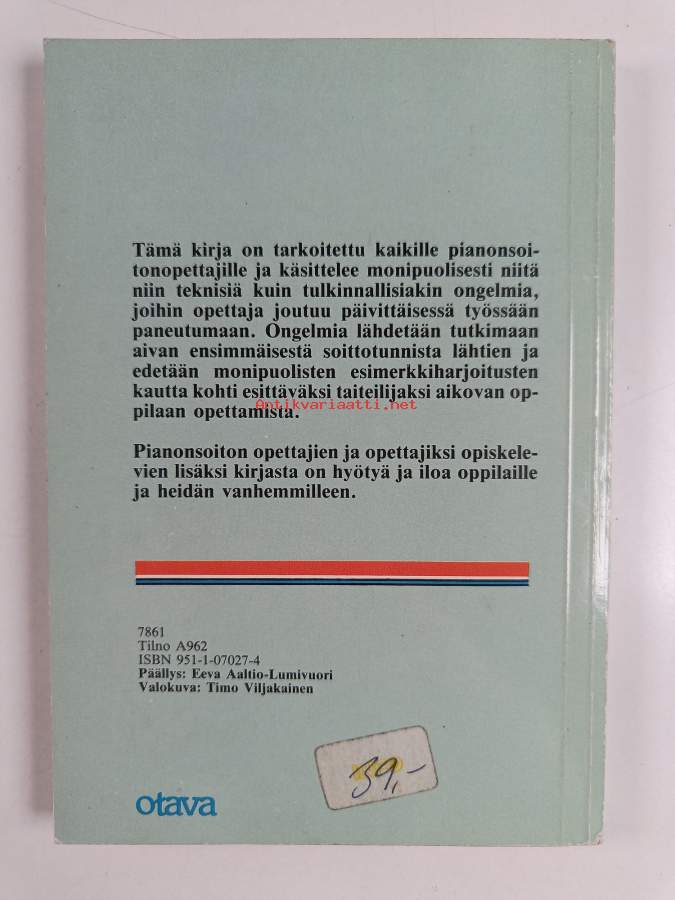 Tämä kirja on tarkoitettu kaikille pianonsoi-
tonopettajille ja käsittelee monipuolisesti niitä
niin teknisiä kuin tulkinnallisiakin ongelmia,
joihin opettaja joutuu päivittäisessä työssään
paneutumaan. Ongelmia lähdetään tutkimaan
aivan ensimmäisestä soittotunnista lähtien ja
edetään monipuolisten esimerkkiharjoitusten
kautta kohti esittäväksi taiteilijaksi aikovan op-
pilaan opettamista.
Antikvariaatti.net
Pianonsoiton opettajien ja opettajiksi opiskele-
vien lisäksi kirjasta on hyötyä ja iloa oppilaille
ja heidän vanhemmilleen.
7861
Tilno A962
ISBN 951-1-07027-4
Päällys: Eeva Aaltio-Lumivuori
Valokuva: Timo Viljakainen
39,-
otava